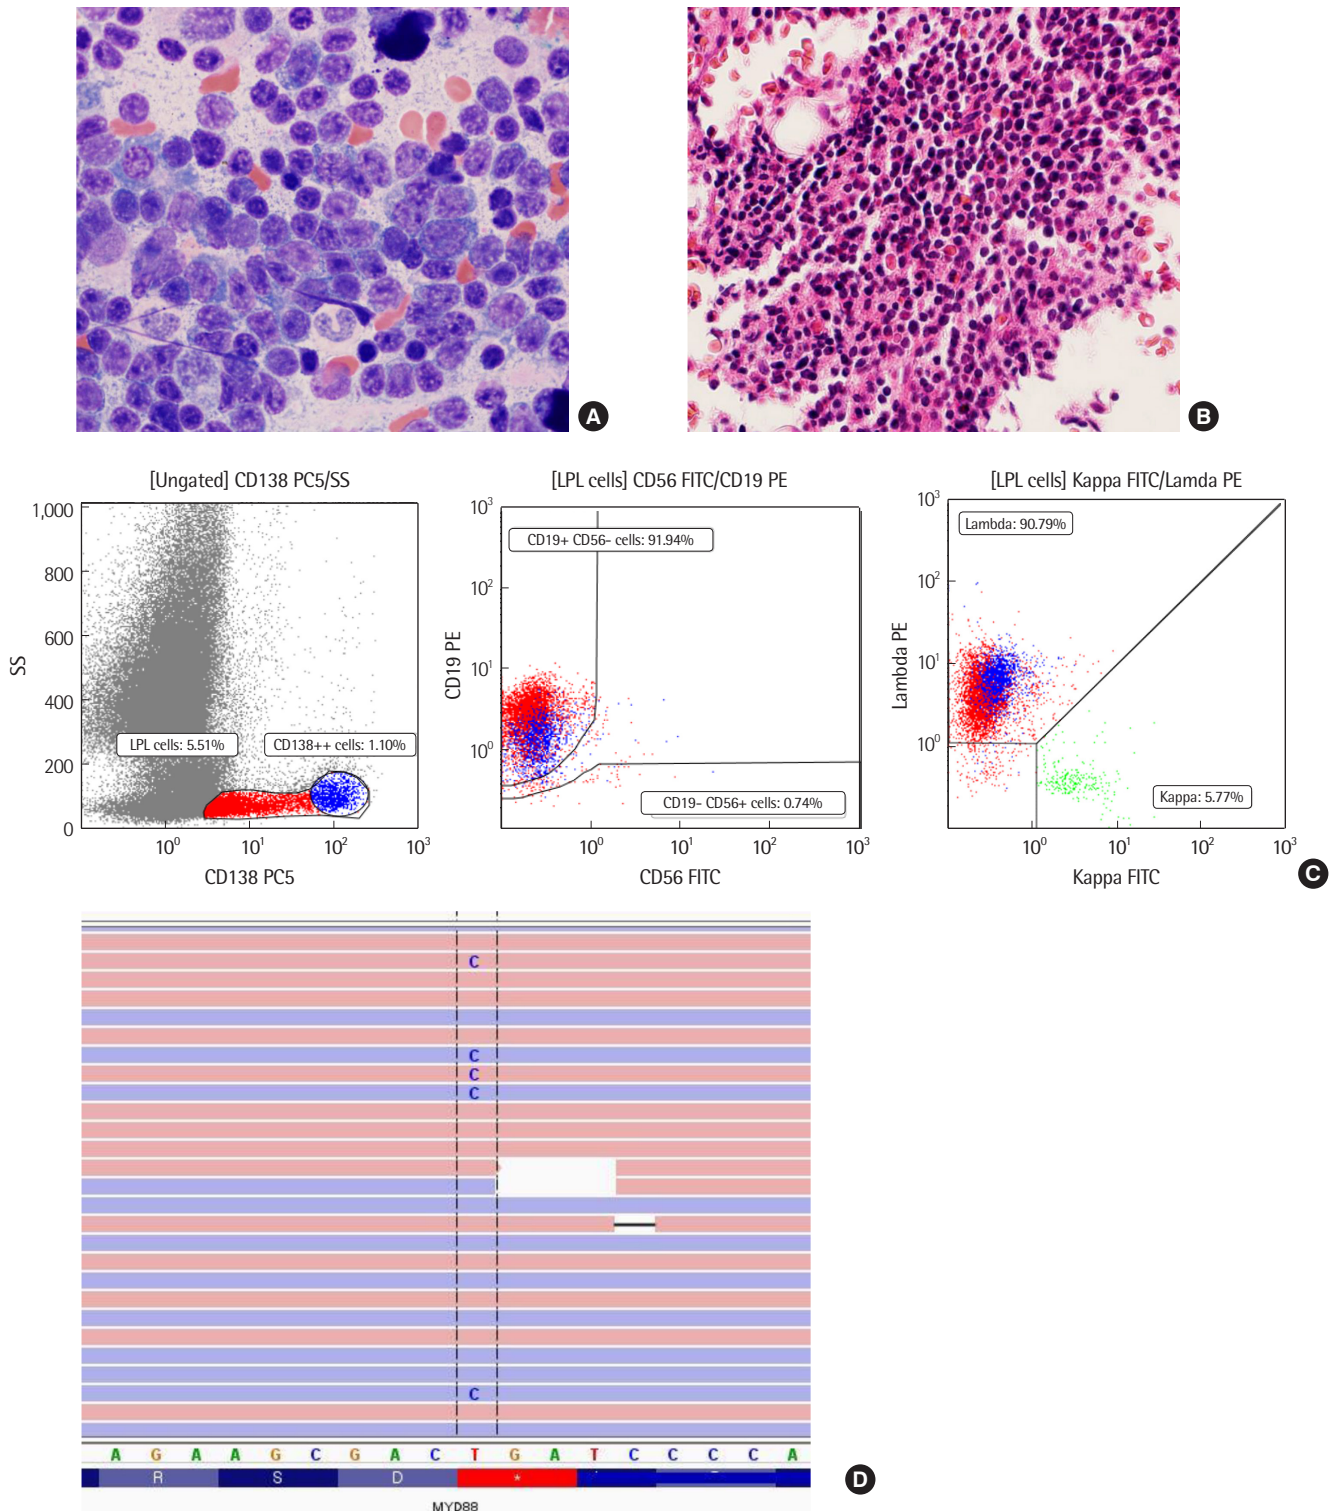 A
B
[Ungated] CD138 PC5/SS
1,000
800
600
400
200
0
SS
LPL cells: 5.51%
CD138++ cells: 1.10%
10⁰
10¹
10²
10³
CD138 PC5
[LPL cells] CD56 FITC/CD19 PE
10³
10²
10¹
10⁰
CD19 PE
CD19+ CD56- cells: 91.94%
CD19- CD56+ cells: 0.74%
10⁰
10¹
10²
10³
CD56 FITC
[LPL cells] Kappa FITC/Lamda PE
10³
10²
10¹
10⁰
Lambda PE
Lambda: 90.79%
Kappa: 5.77%
10⁰
10¹
10²
10³
Kappa FITC
C
C
C
C
C
C
A G A A G C G A C T G A T C C C C A
R S D *
MYD88
D